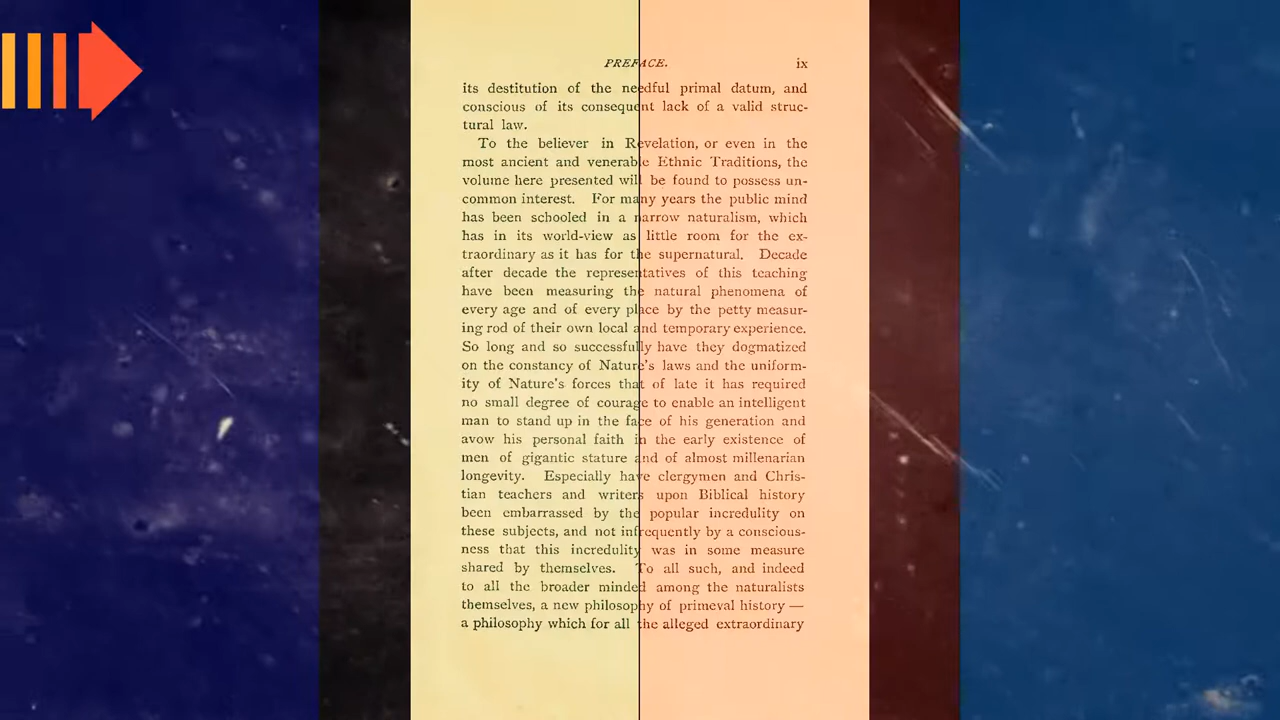 PREFACE. ix
its destitution of the needful primal datum, and
conscious of its consequent lack of a valid struc-
tural law.
To the believer in Revelation, or even in the
most ancient and venerable Ethnic Traditions, the
volume here presented will be found to possess un-
common interest. For many years the public mind
has been schooled in a narrow naturalism, which
has in its world-view as little room for the ex-
traordinary as it has for the supernatural. Decade
after decade the representatives of this teaching
have been measuring the natural phenomena of
every age and of every place by the petty measur-
ing rod of their own local and temporary experience.
So long and so successfully have they dogmatized
on the constancy of Nature's laws and the uniform-
ity of Nature's forces that of late it has required
no small degree of courage to enable an intelligent
man to stand up in the face of his generation and
avow his personal faith in the early existence of
men of gigantic stature and of almost millenarian
longevity. Especially have clergymen and Chris-
tian teachers and writers upon Biblical history
been embarrassed by the popular incredulity on
these subjects, and not infrequently by a conscious-
ness that this incredulity was in some measure
shared by themselves. To all such, and indeed
to all the broader minded among the naturalists
themselves, a new philosophy of primeval history —
a philosophy which for all the alleged extraordinary